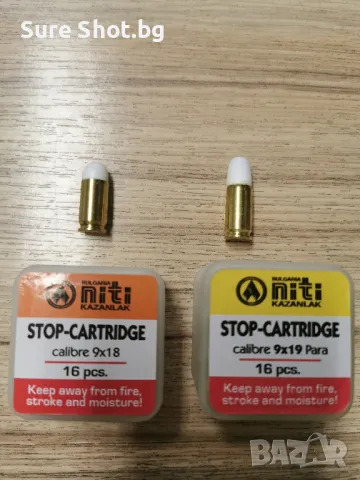 Sure Shot.bg
BULGARIA
niti
KAZANLAK
STOP-CARTRIDGE
calibre 9x18
16 pcs.
Keep away from fire,
stroke and moisture!
BULGARIA
niti
KAZANLAK
STOP-CARTRIDGE
calibre 9x19 Para
16 pcs.
Keep away from fire,
stroke and moisture!
BAZAR